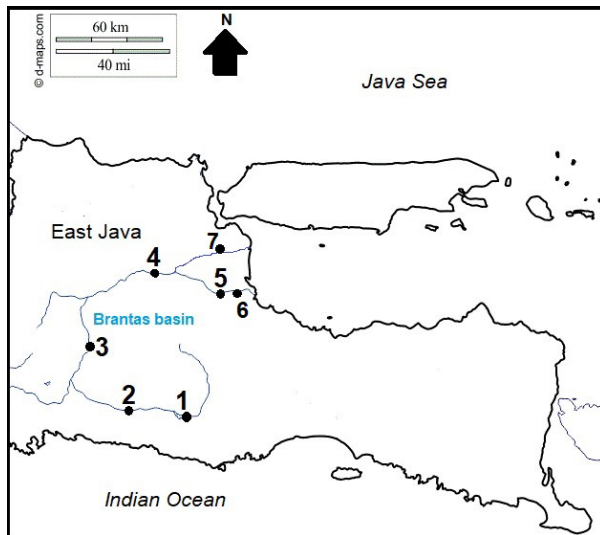 60 km
40 mi
© d-maps.com
N
Java Sea
East Java
7
4
5
6
Brantas basin
3
2
1
Indian Ocean